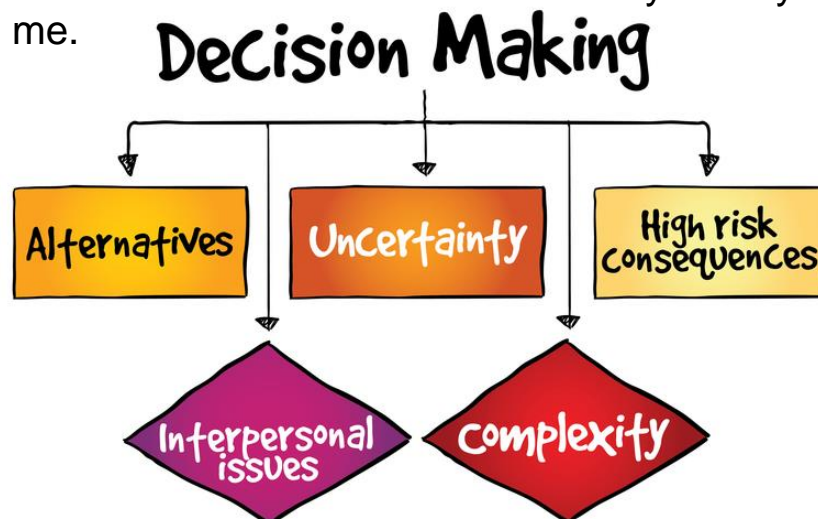 me.
Decision Making
Alternatives
Uncertainty
High risk
consequences
Interpersonal
issues
Complexity